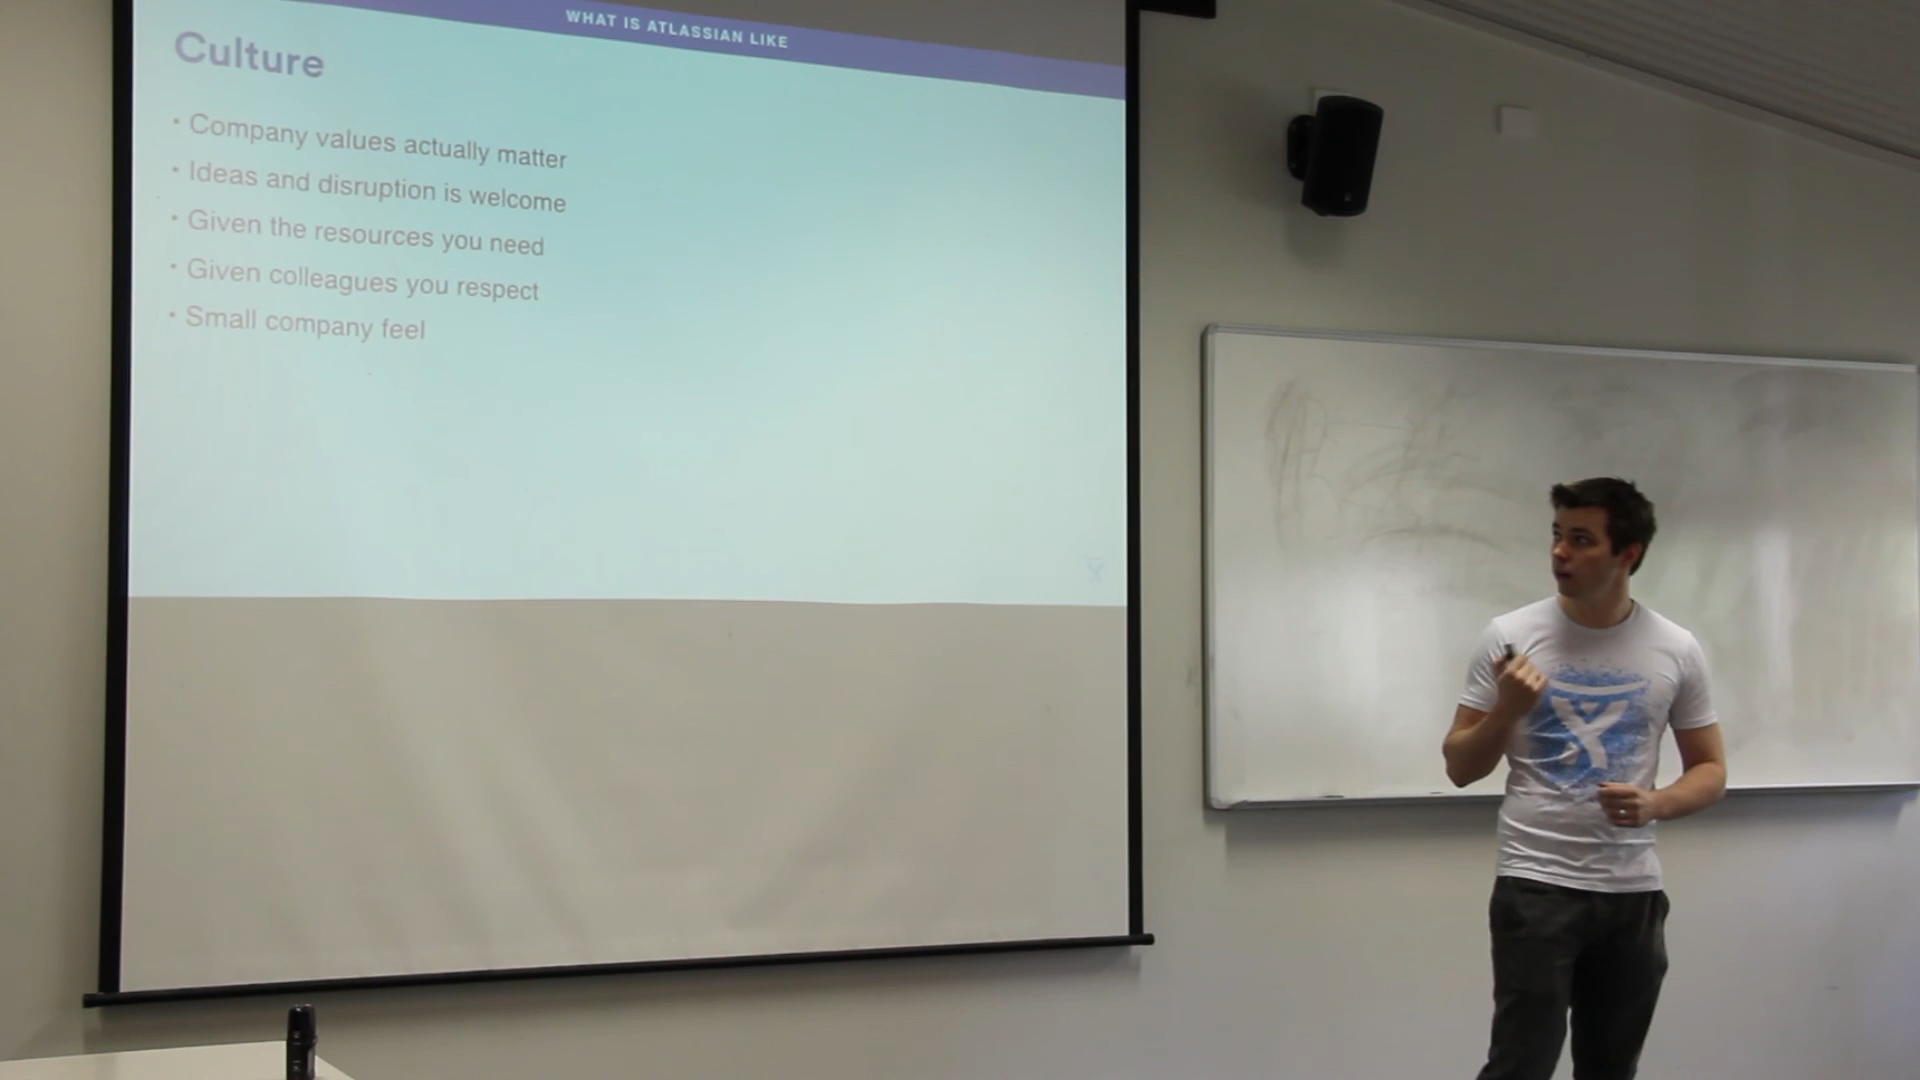 WHAT IS ATLASSIAN LIKE
Culture
• Company values actually matter
• Ideas and disruption is welcome
• Given the resources you need
• Given colleagues you respect
• Small company feel